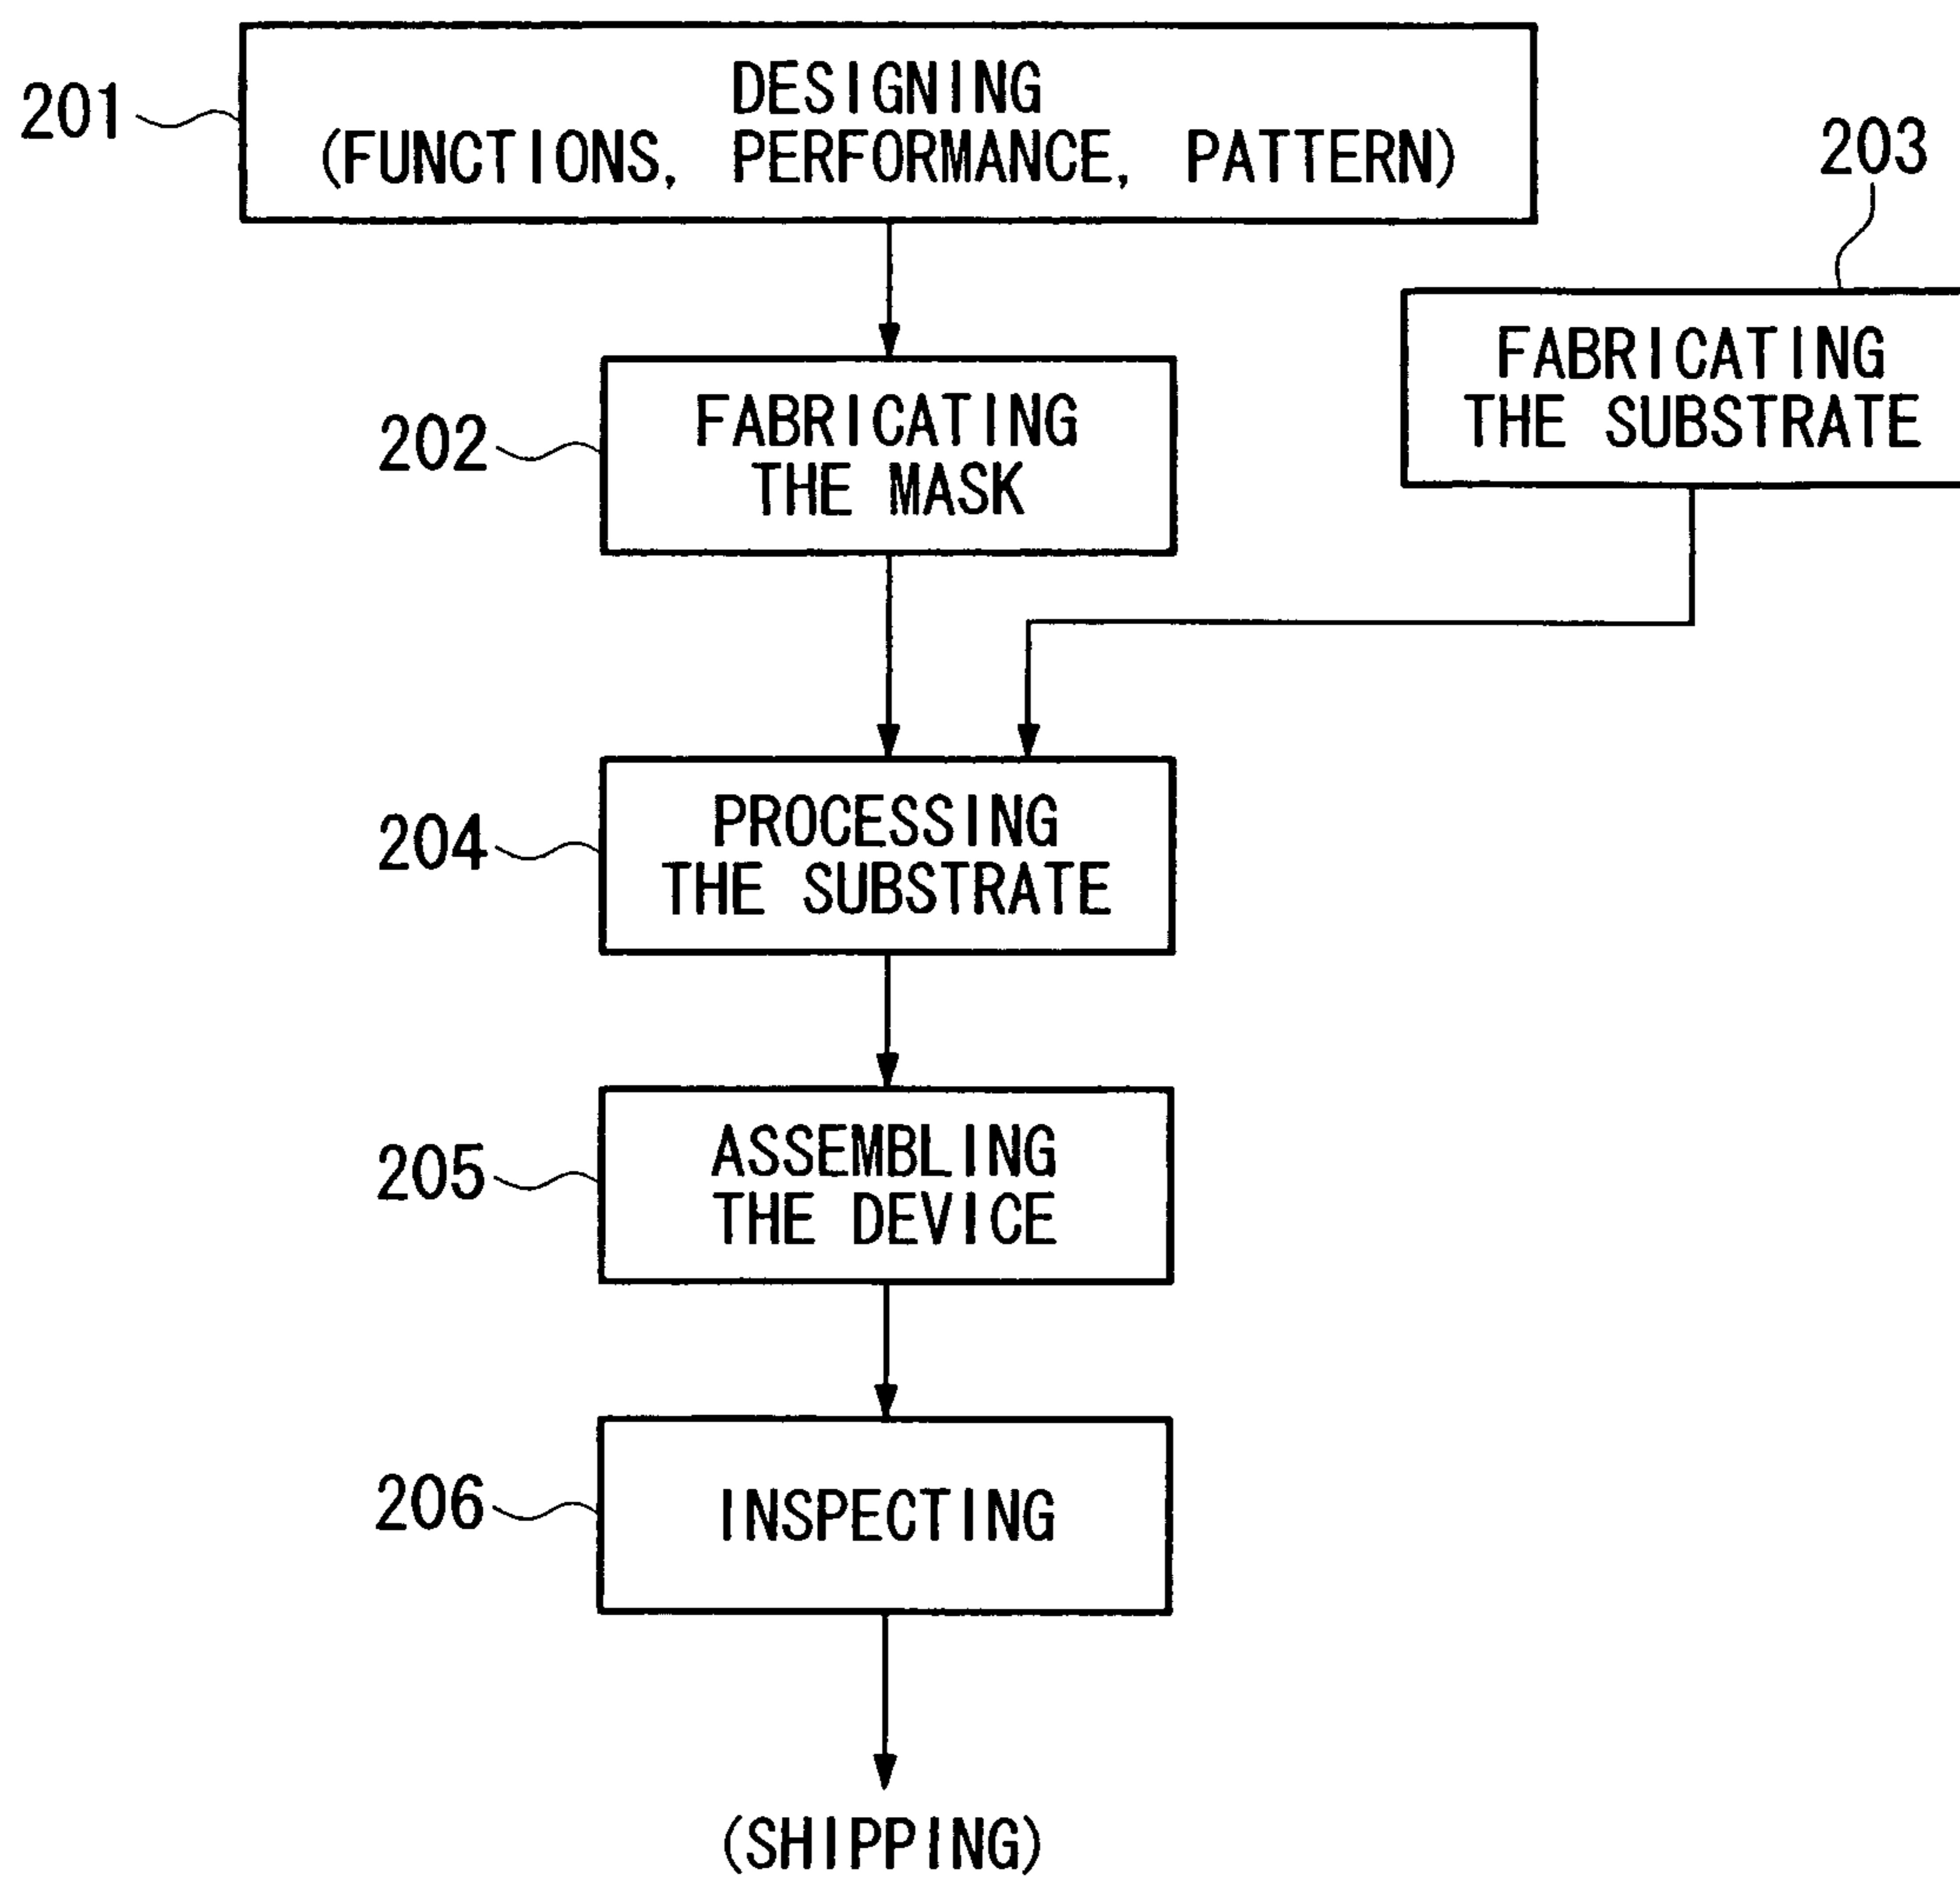 201
DESIGNING
(FUNCTIONS, PERFORMANCE, PATTERN)
203
FABRICATING
THE SUBSTRATE
202
FABRICATING
THE MASK
204
PROCESSING
THE SUBSTRATE
205
ASSEMBLING
THE DEVICE
206
INSPECTING
(SHIPPING)